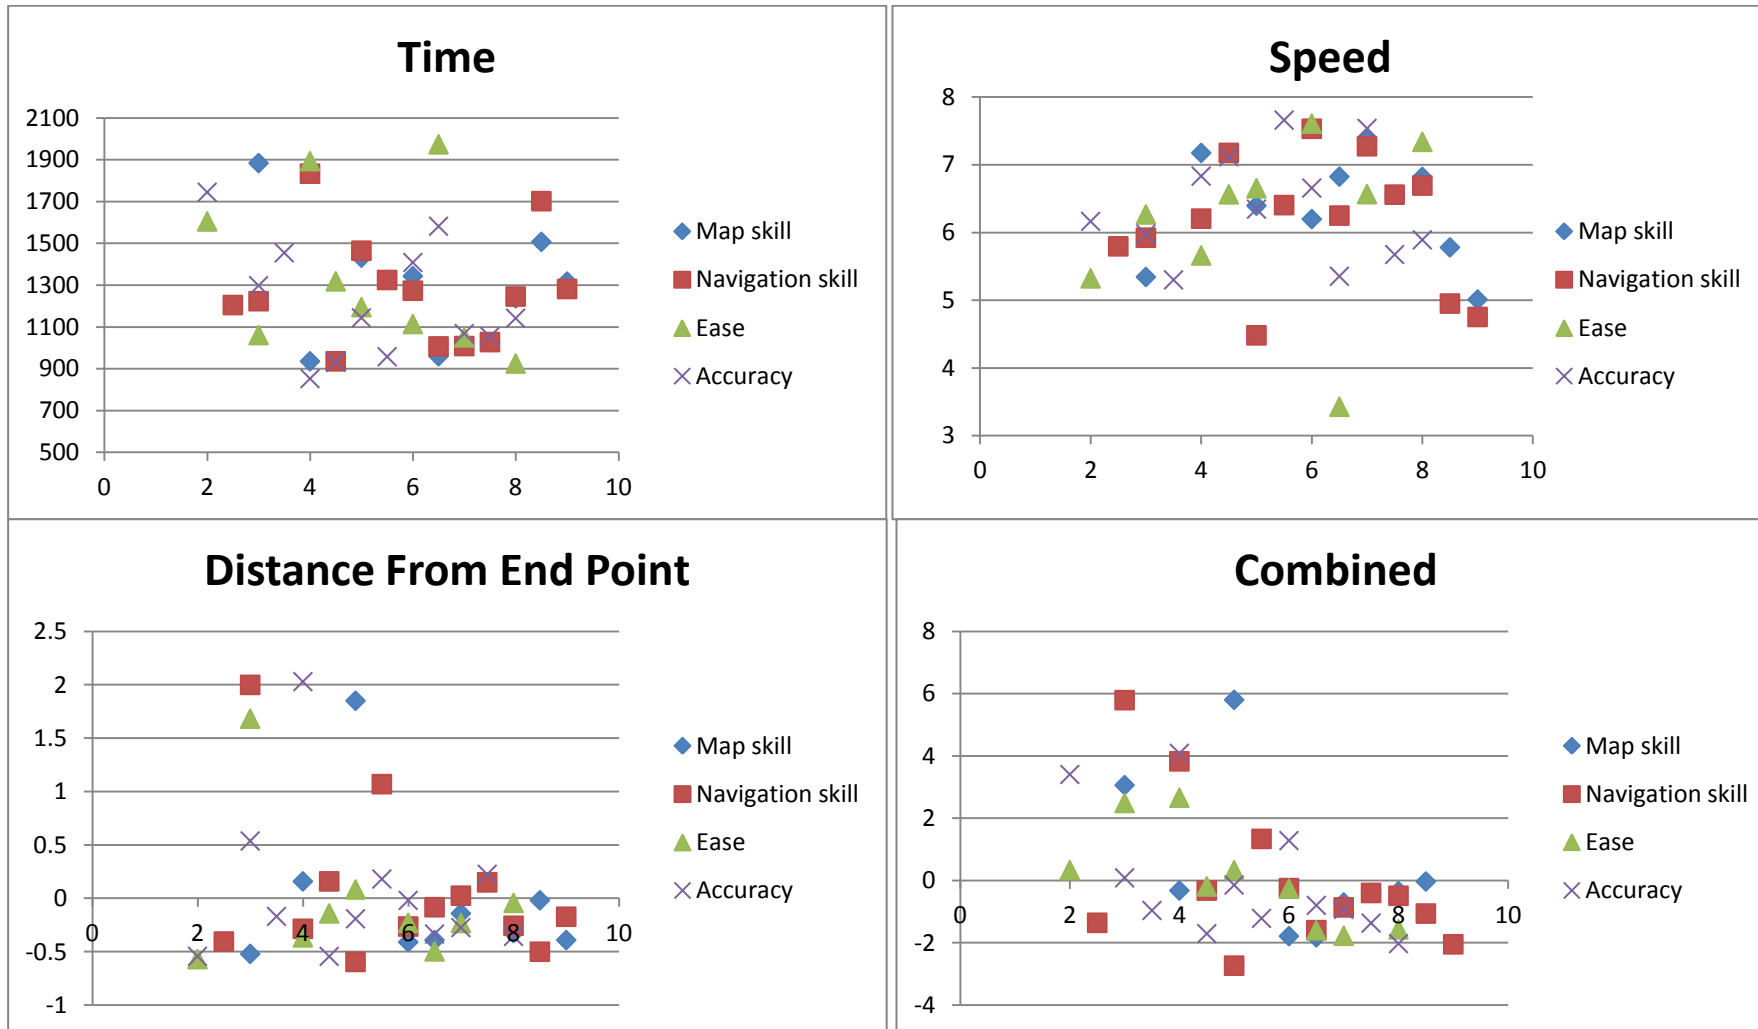 Time
2100
1900
1700
1500
1300
1100
900
700
500
0 2 4 6 8 10
Map skill
Navigation skill
Ease
Accuracy
Speed
8
7
6
5
4
3
0 2 4 6 8 10
Map skill
Navigation skill
Ease
Accuracy
Distance From End Point
2.5
2
1.5
1
0.5
0
-0.5
-1
0 2 4 6 8 10
Map skill
Navigation skill
Ease
Accuracy
Combined
8
6
4
2
0
-2
-4
0 2 4 6 8 10
Map skill
Navigation skill
Ease
Accuracy